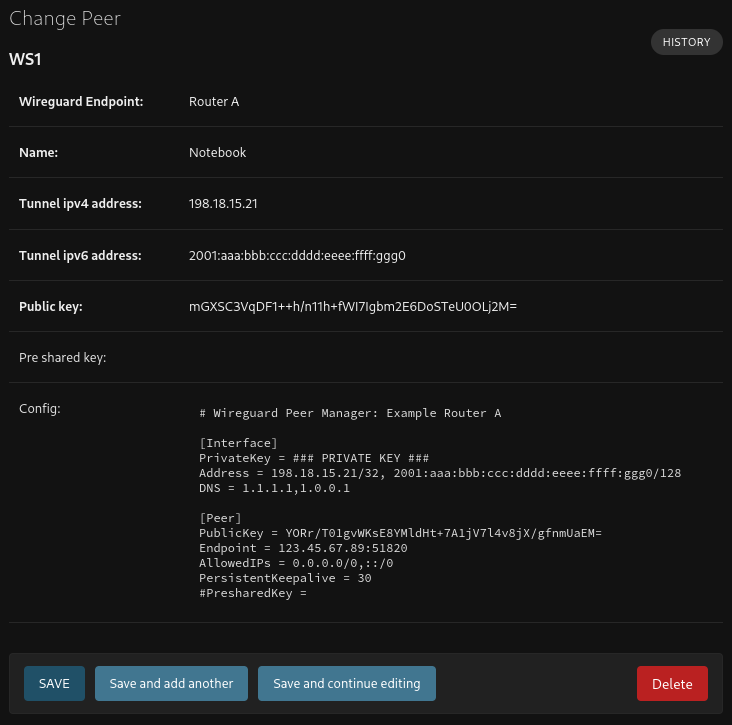 Change Peer
HISTORY
WS1
Wireguard Endpoint: Router A
Name: Notebook
Tunnel ipv4 address: 198.18.15.21
Tunnel ipv6 address: 2001:aaa:bbb:ccc:dddd:eeee:ffff:ggg0
Public key: mGXSC3VqDF1++h/n11h+fWI7Igbm2E6DoSTeU0OLj2M=
Pre shared key:
Config:
# Wireguard Peer Manager: Example Router A
[Interface]
PrivateKey = ### PRIVATE KEY ###
Address = 198.18.15.21/32, 2001:aaa:bbb:ccc:dddd:eeee:ffff:ggg0/128
DNS = 1.1.1.1,1.0.0.1
[Peer]
PublicKey = YORr/T01gvWKsE8YMldHt+7A1jV7l4v8jX/gfnmUaEM=
Endpoint = 123.45.67.89:51820
AllowedIPs = 0.0.0.0/0,::/0
PersistentKeepalive = 30
#PresharedKey =
SAVE
Save and add another
Save and continue editing
Delete